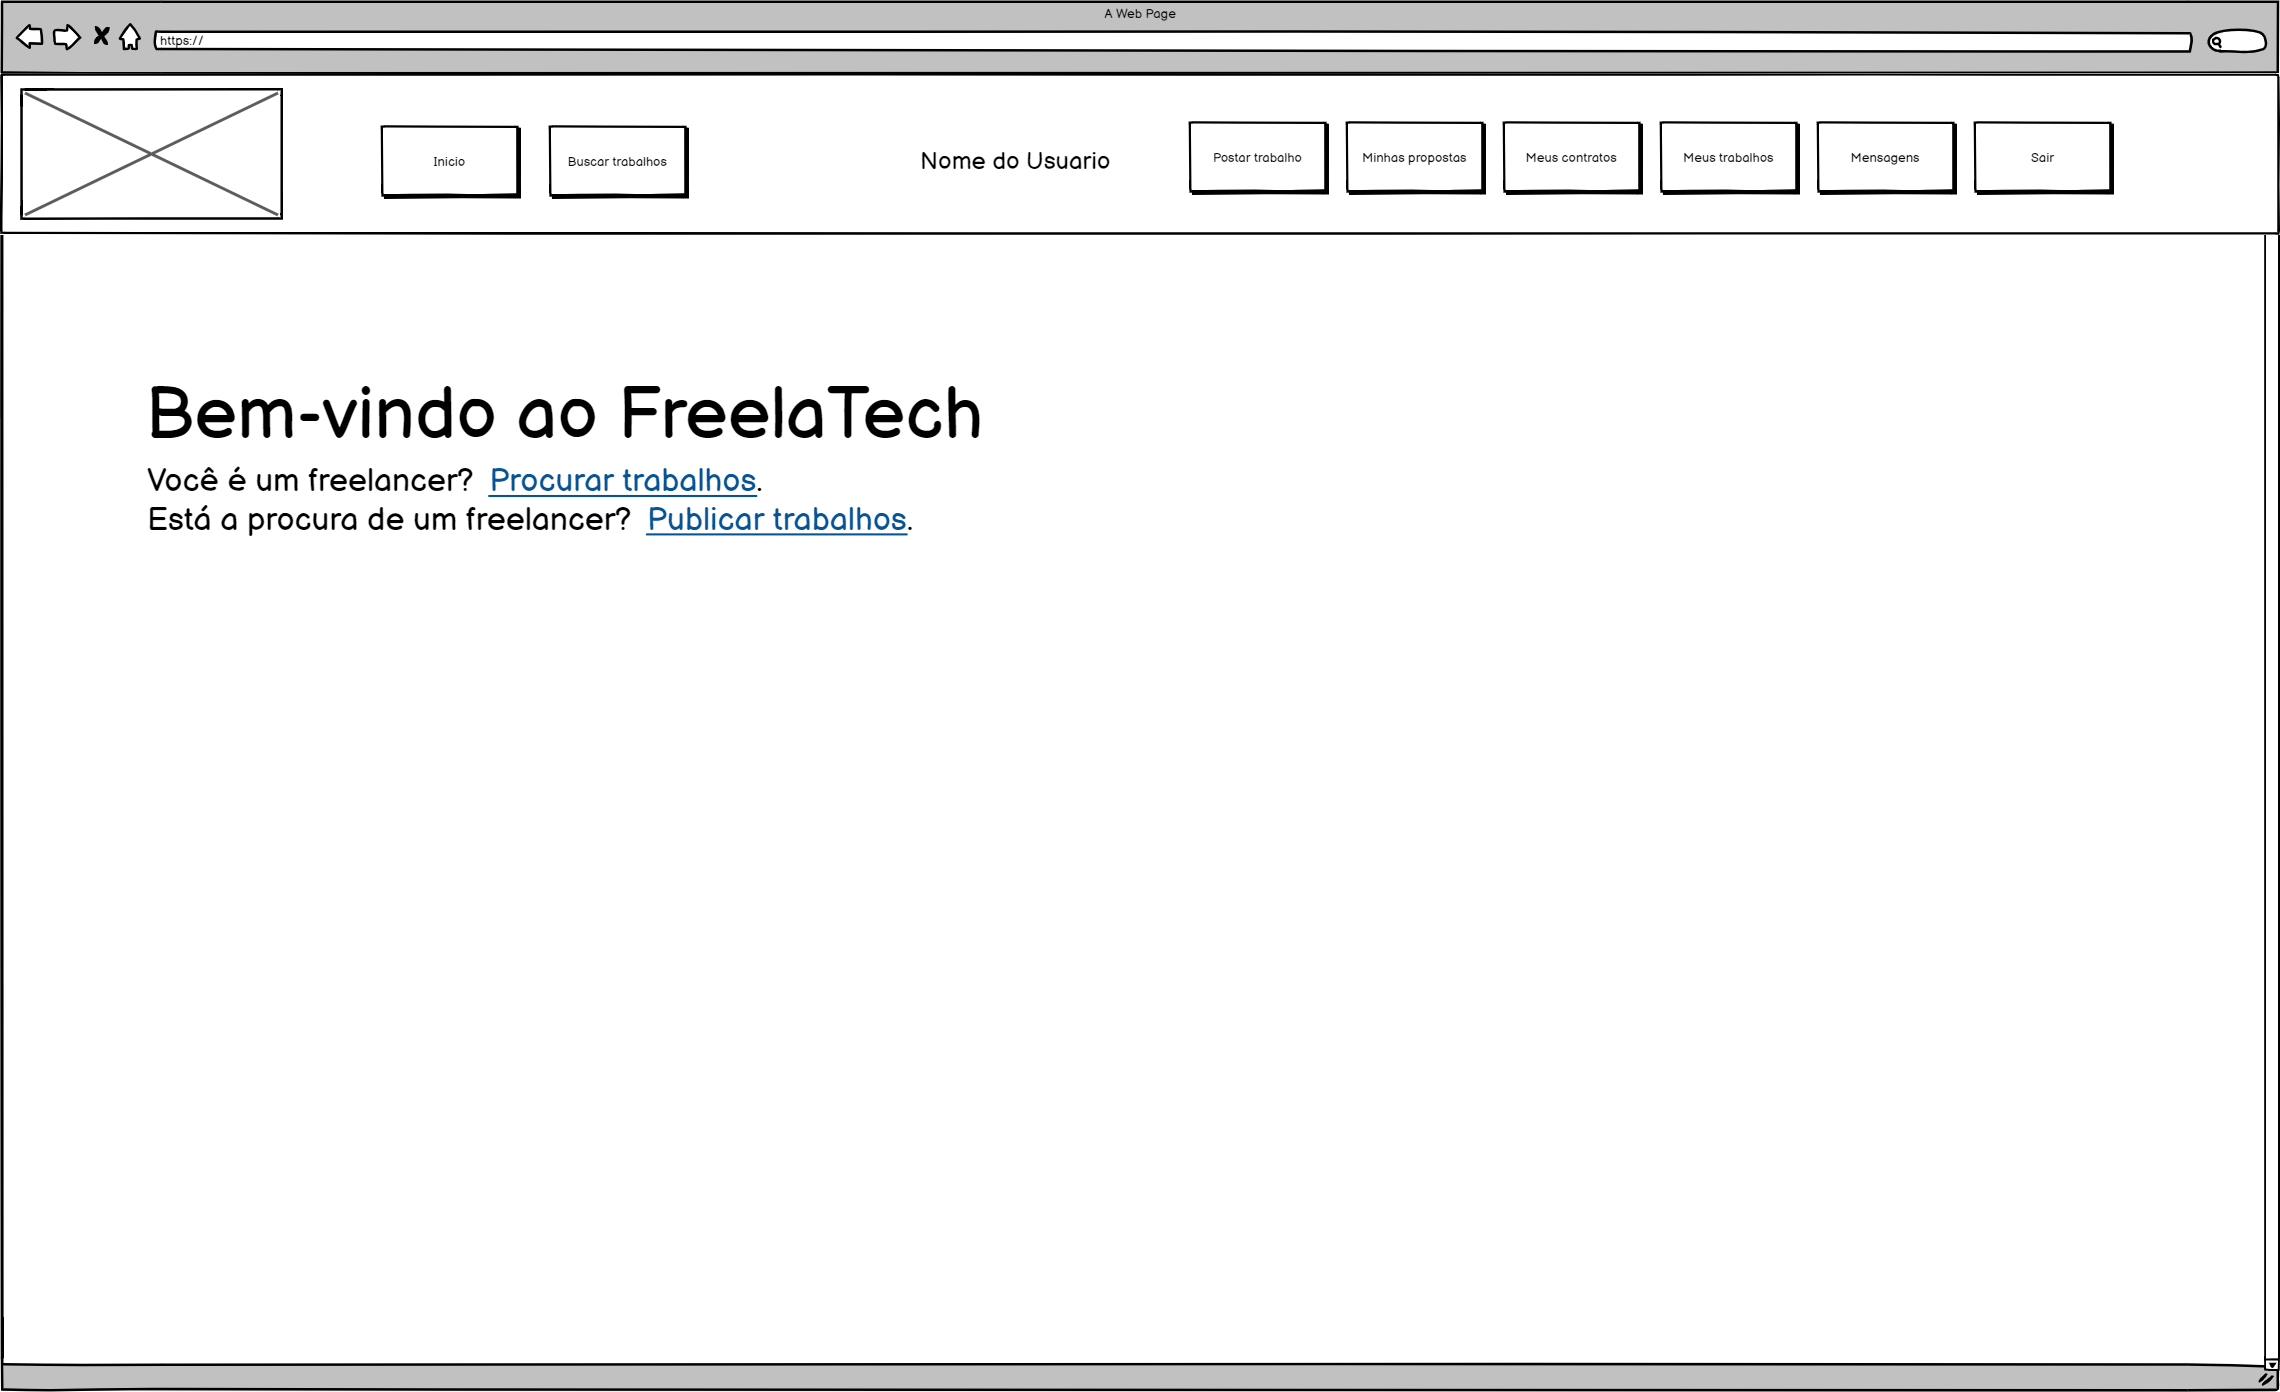 A Web Page
https://
Inicio
Buscar trabalhos
Nome do Usuario
Postar trabalho
Minhas propostas
Meus contratos
Meus trabalhos
Mensagens
Sair
Bem-vindo ao FreelaTech
Você é um freelancer? Procurar trabalhos.
Está a procura de um freelancer? Publicar trabalhos.